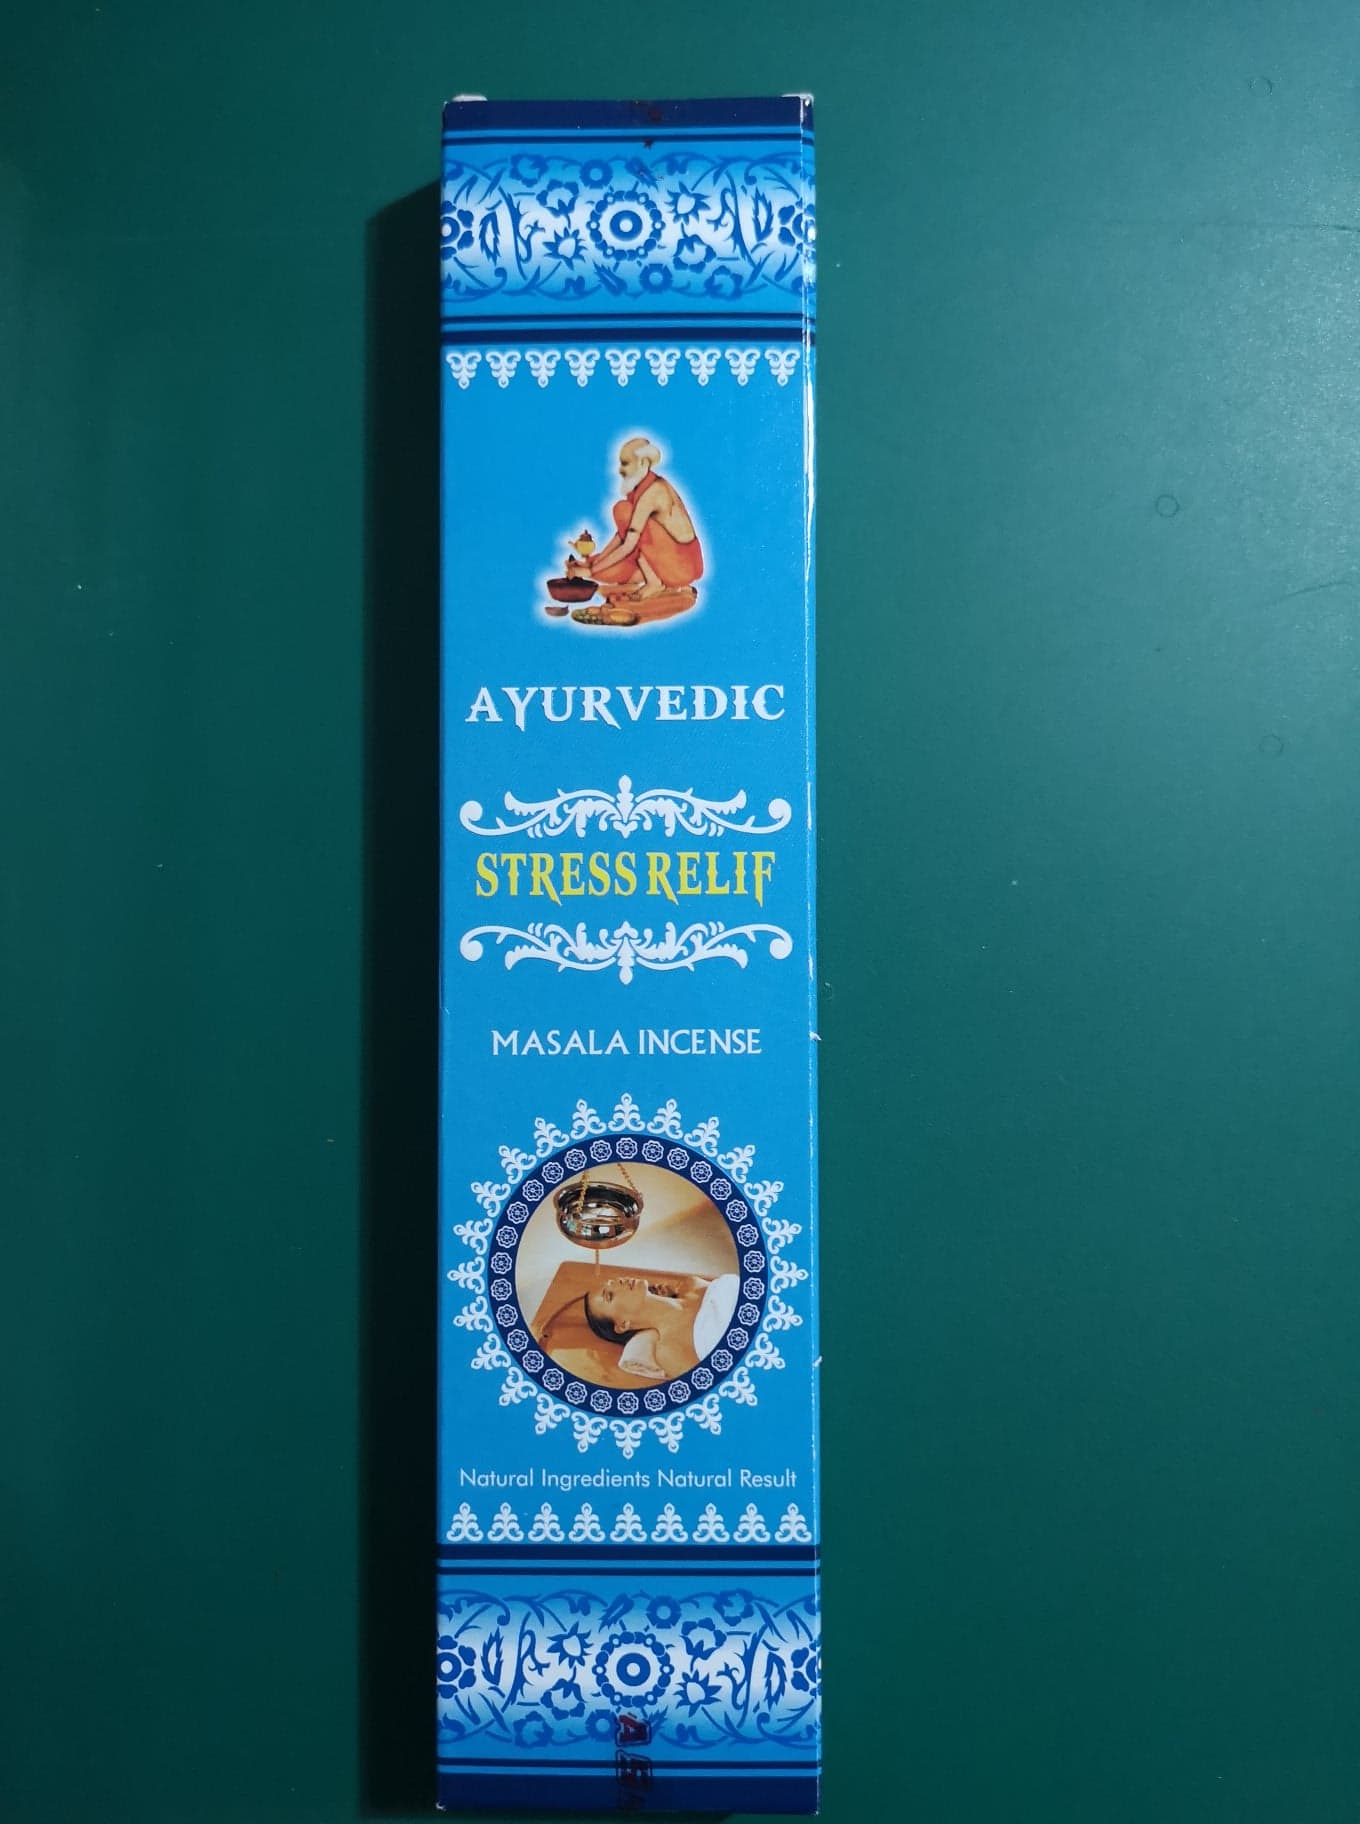 AYURVEDIC
STRESS RELIF
MASALA INCENSE
Natural Ingredients Natural Result